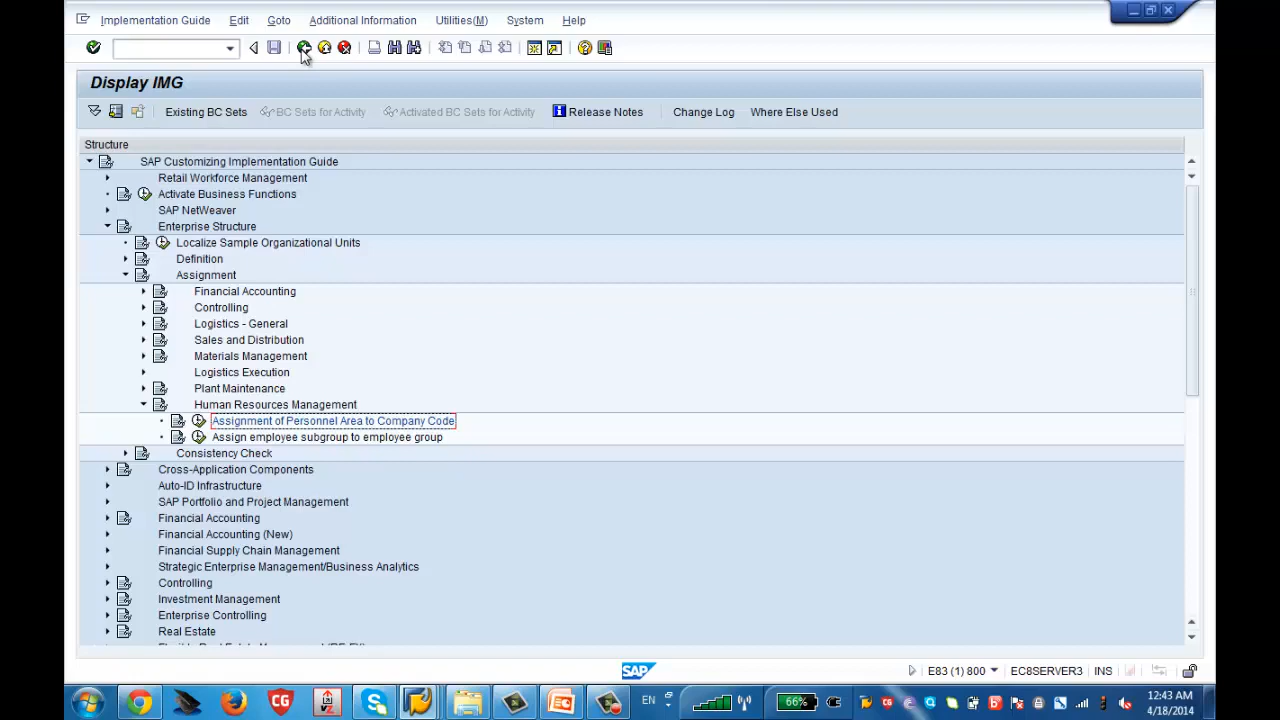 Implementation Guide Edit Goto Additional Information Utilities(M) System Help
Display IMG
Existing BC Sets BC Sets for Activity Activated BC Sets for Activity Release Notes Change Log Where Else Used
Structure
SAP Customizing Implementation Guide
Retail Workforce Management
Activate Business Functions
SAP NetWeaver
Enterprise Structure
Localize Sample Organizational Units
Definition
Assignment
Financial Accounting
Controlling
Logistics - General
Sales and Distribution
Materials Management
Logistics Execution
Plant Maintenance
Human Resources Management
Assignment of Personnel Area to Company Code
Assign employee subgroup to employee group
Consistency Check
Cross-Application Components
Auto-ID Infrastructure
SAP Portfolio and Project Management
Financial Accounting
Financial Accounting (New)
Financial Supply Chain Management
Strategic Enterprise Management/Business Analytics
Controlling
Investment Management
Enterprise Controlling
Real Estate
SAP E83 (1) 800 EC8SERVER3 INS
CG EN 66% 12:43 AM
4/18/2014